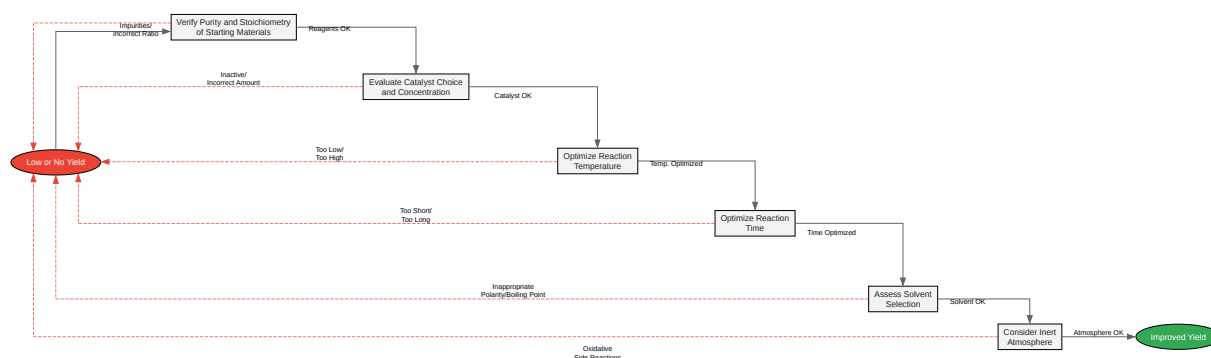 Impurities/
Incorrect Ratio
Verify Purity and Stoichiometry
of Starting Materials
Reagents OK
Inactive/
Incorrect Amount
Evaluate Catalyst Choice
and Concentration
Catalyst OK
Low or No Yield
Too Low/
Too High
Optimize Reaction
Temperature
Temp. Optimized
Too Short/
Too Long
Optimize Reaction
Time
Time Optimized
Inappropriate
Polarity/Boiling Point
Assess Solvent
Selection
Solvent OK
Consider Inert
Atmosphere
Atmosphere OK
Improved Yield
Oxidative
Side Reactions